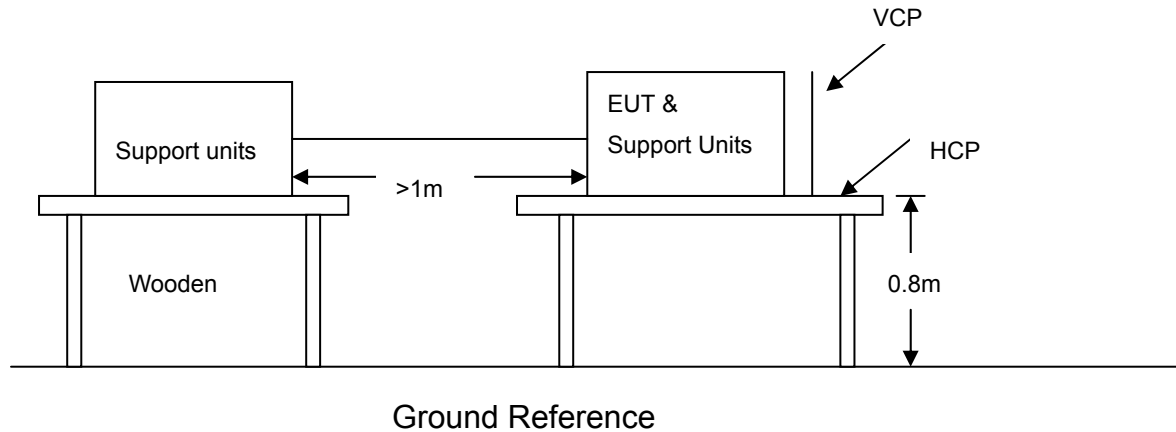 VCP
EUT &
Support Units
Support units
HCP
>1m
Wooden
0.8m
Ground Reference